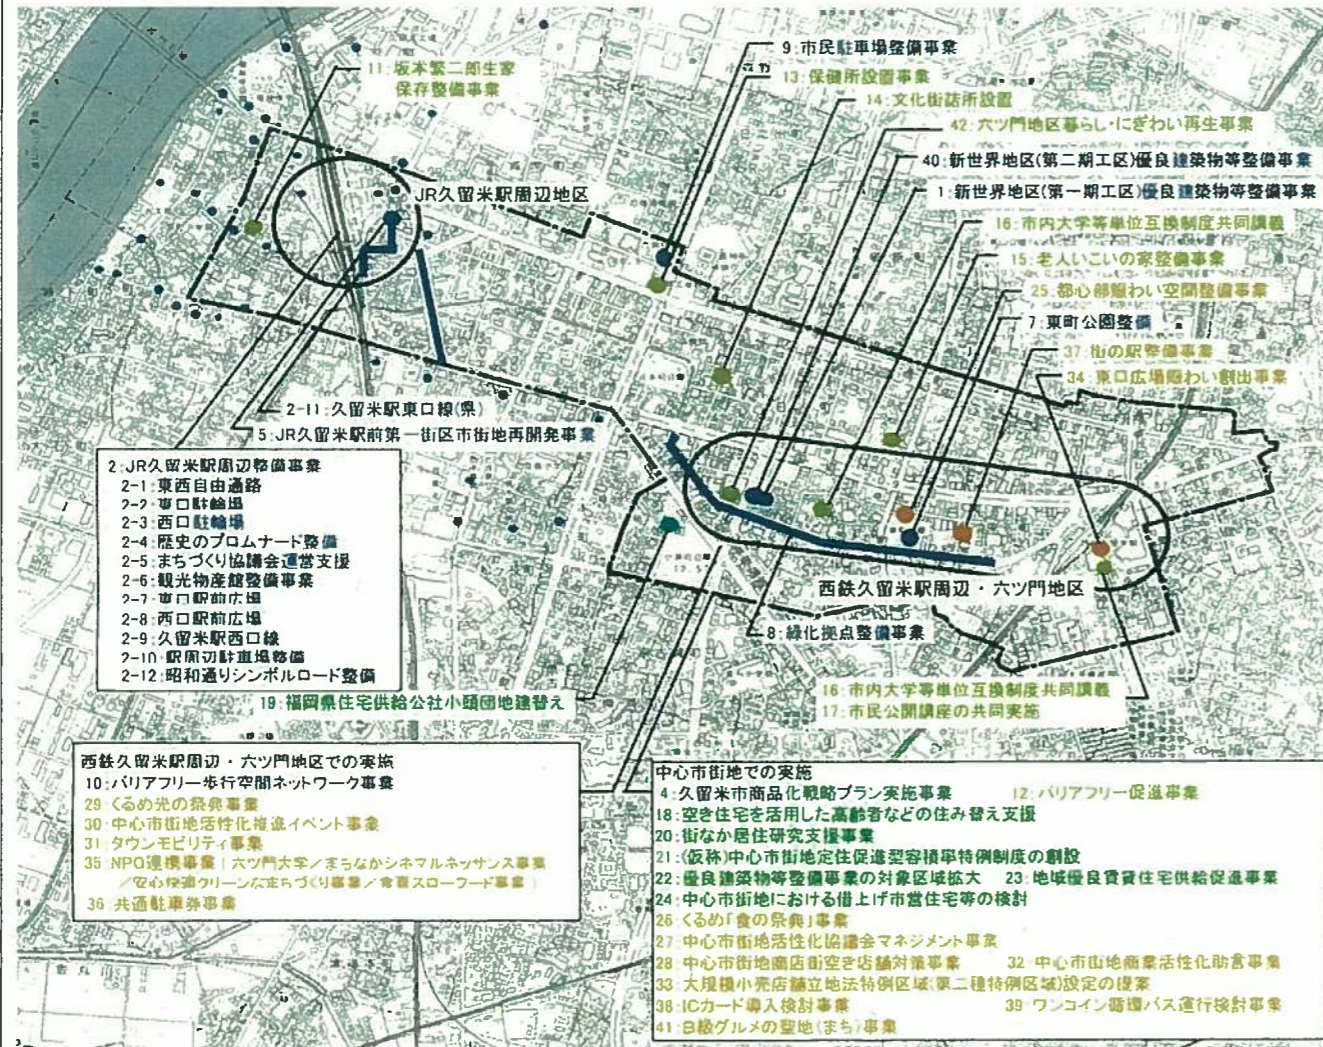 9:市民駐車場整備事業
11:坂本繁二郎生家
保存整備事業
13:保健所設置事業
14:文化街詰所設置
42:六ツ門地区暮らし・にぎわい再生事業
40:新世界地区(第二期工区)優良建築物等整備事業
JR久留米駅周辺地区
1:新世界地区(第一期工区)優良建築物等整備事業
16:市内大学等単位互換制度共同講義
15:老人いこいの家整備事業
25:都心部賑わい空間整備事業
7:東町公園整備
37:街の駅整備事業
34:東口広場賑わい創出事業
2-11:久留米駅東口線(県)
5:JR久留米駅前第一街区市街地再開発事業
2:JR久留米駅周辺整備事業
2-1:東西自由通路
2-2:東口駐輪場
2-3:西口駐輪場
2-4:歴史のプロムナード整備
2-5:まちづくり協議会運営支援
2-6:観光物産館整備事業
2-7:東口駅前広場
2-8:西口駅前広場
2-9:久留米駅西口線
2-10:駅周辺駐車場整備
2-12:昭和通りシンボルロード整備
西鉄久留米駅周辺・六ツ門地区
8:緑化拠点整備事業
16:市内大学等単位互換制度共同講義
17:市民公開講座の共同実施
19:福岡県住宅供給公社小頭団地建替え
西鉄久留米駅周辺・六ツ門地区での実施
10:バリアフリー歩行空間ネットワーク事業
29 くるめ光の祭典事業
30:中心市街地活性化推進イベント事業
31:タウンモビリティ事業
35:NPO連携事業(六ツ門大学/まちなかシネマルネッサンス事業
/安心快適クリーンなまちづくり事業/食育スローフード事業)
36 共通駐車券事業
中心市街地での実施
4:久留米市商品化戦略プラン実施事業 12:バリアフリー促進事業
18:空き住宅を活用した高齢者などの住み替え支援
20:街なか居住研究支援事業
21:(仮称)中心市街地定住促進型容積率特例制度の創設
22:優良建築物等整備事業の対象区域拡大 23:地域優良賃貸住宅供給促進事業
24:中心市街地における借上げ市営住宅等の検討
26 くるめ「食の祭典」事業
27:中心市街地活性化協議会マネジメント事業
28:中心市街地商店街空き店舗対策事業 32:中心市街地商業活性化助成事業
33:大規模小売店舗立地法特例区域(第二種特例区域)設定の提案
38:ICカード導入検討事業 39 ワンコイン循環バス運行検討事業
41:B級グルメの聖地(まち)事業